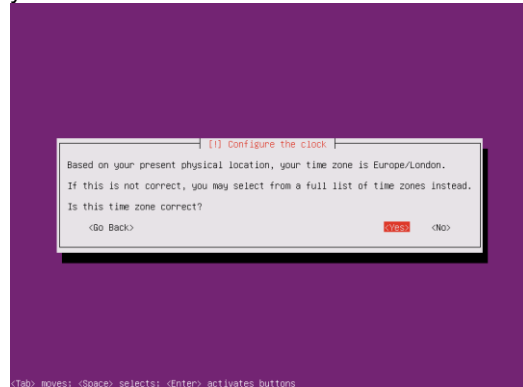 [!] Configure the clock
Based on your present physical location, your time zone is Europe/London.
If this is not correct, you may select from a full list of time zones instead.
Is this time zone correct?
<Go Back> <Yes> <No>
<Tab> moves; <Space> selects; <Enter> activates buttons